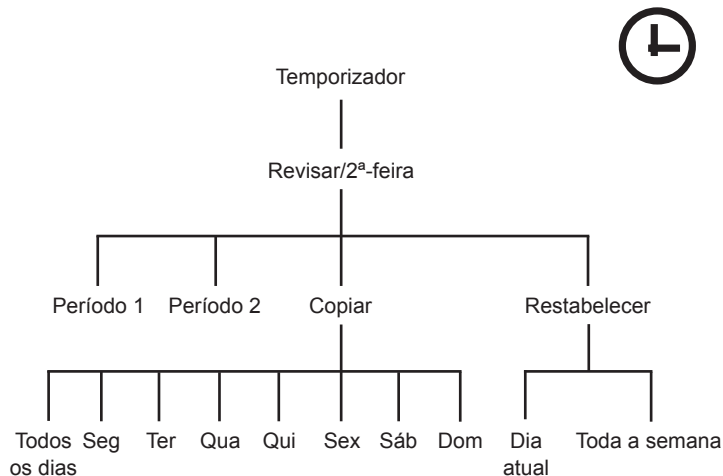 Temporizador
Revisar/2ª-feira
Período 1 Período 2 Copiar Restabelecer
Todos os dias Seg Ter Qua Qui Sex Sáb Dom Dia atual Toda a semana